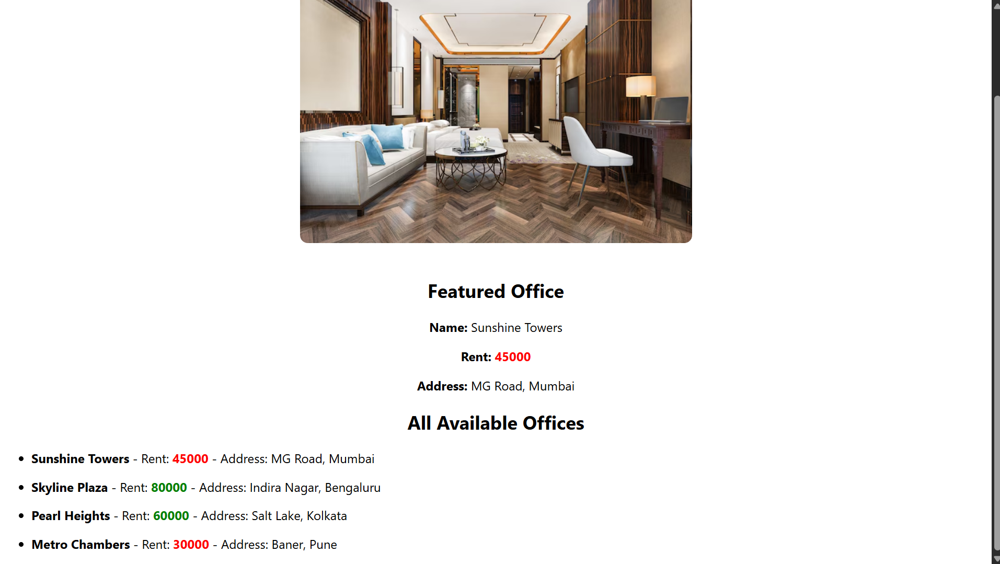 Featured Office
Name: Sunshine Towers
Rent: 45000
Address: MG Road, Mumbai
All Available Offices
Sunshine Towers - Rent: 45000 - Address: MG Road, Mumbai
Skyline Plaza - Rent: 80000 - Address: Indira Nagar, Bengaluru
Pearl Heights - Rent: 60000 - Address: Salt Lake, Kolkata
Metro Chambers - Rent: 30000 - Address: Baner, Pune